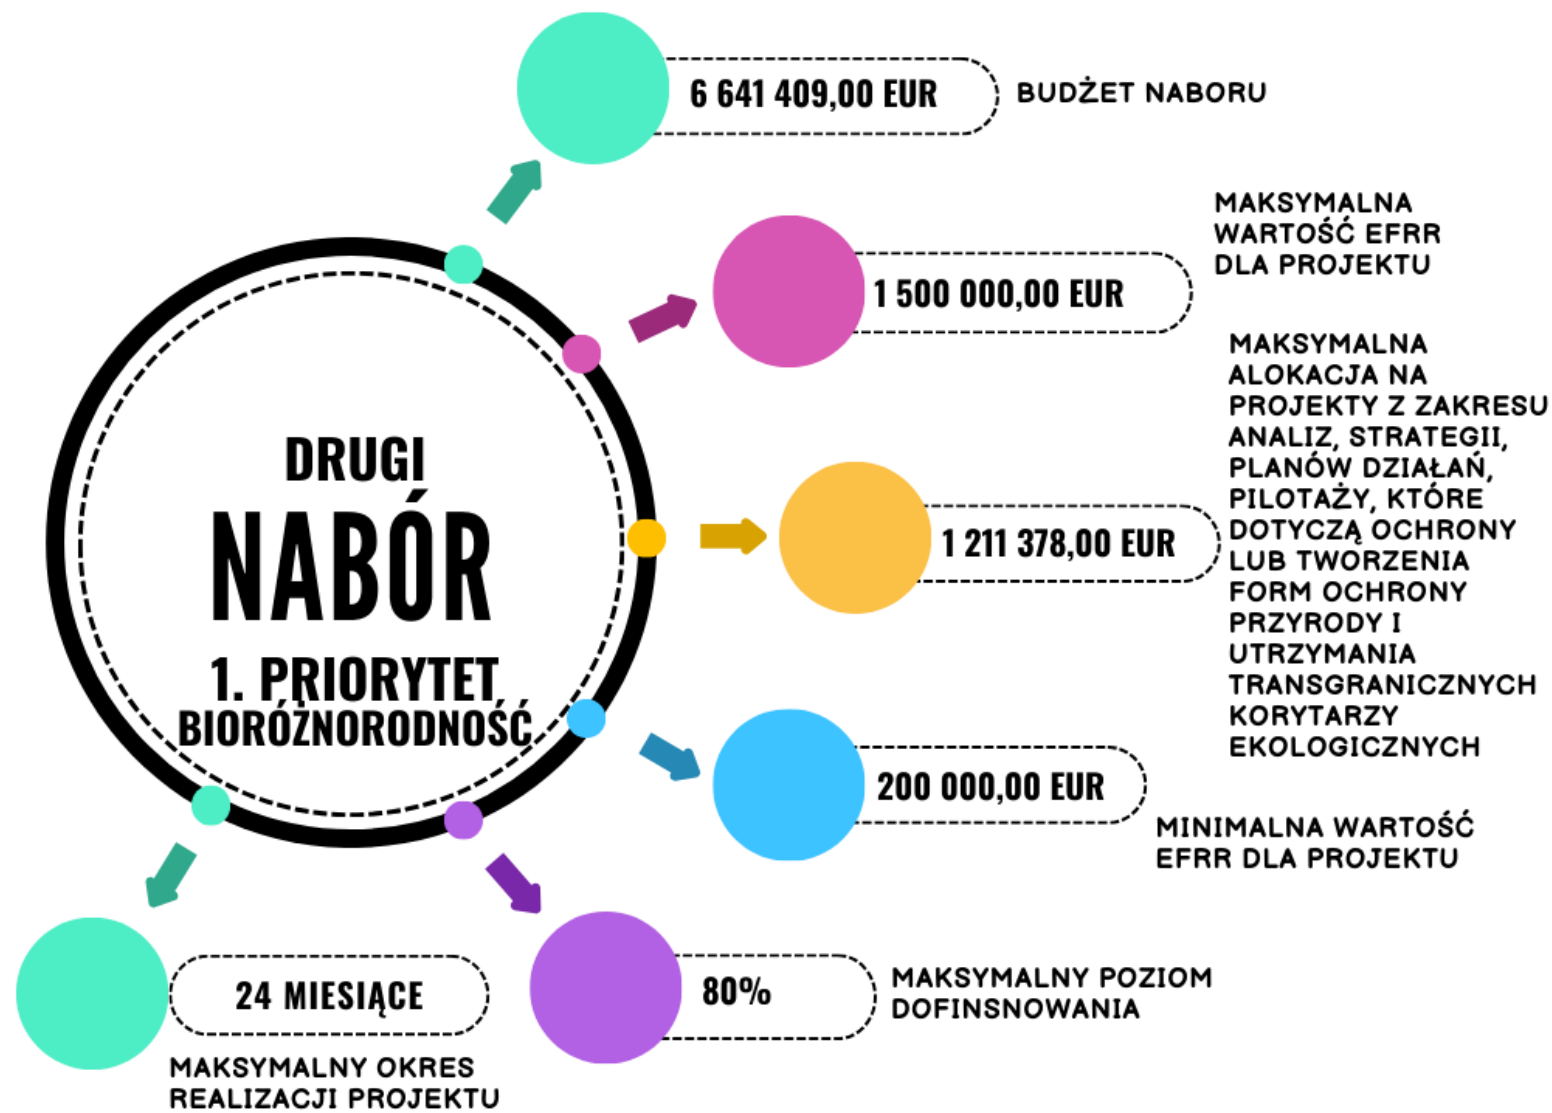 6 641 409,00 EUR
BUDŻET NABORU
1 500 000,00 EUR
MAKSYMALNA
WARTOŚĆ EFRR
DLA PROJEKTU
DRUGI
NABÓR
1. PRIORYTET
BIORÓŻNORODNOŚĆ
1 211 378,00 EUR
MAKSYMALNA
ALOKACJA NA
PROJEKTY Z ZAKRESU
ANALIZ, STRATEGII,
PLANÓW DZIAŁAŃ,
PILOTAŻY, KTÓRE
DOTYCZĄ OCHRONY
LUB TWORZENIA
FORM OCHRONY
PRZYRODY I
UTRZYMANIA
TRANSGRANICZNYCH
KORYTARZY
EKOLOGICZNYCH
200 000,00 EUR
MINIMALNA WARTOŚĆ
EFRR DLA PROJEKTU
80%
MAKSYMALNY POZIOM
DOFINSNOWANIA
24 MIESIĄCE
MAKSYMALNY OKRES
REALIZACJI PROJEKTU